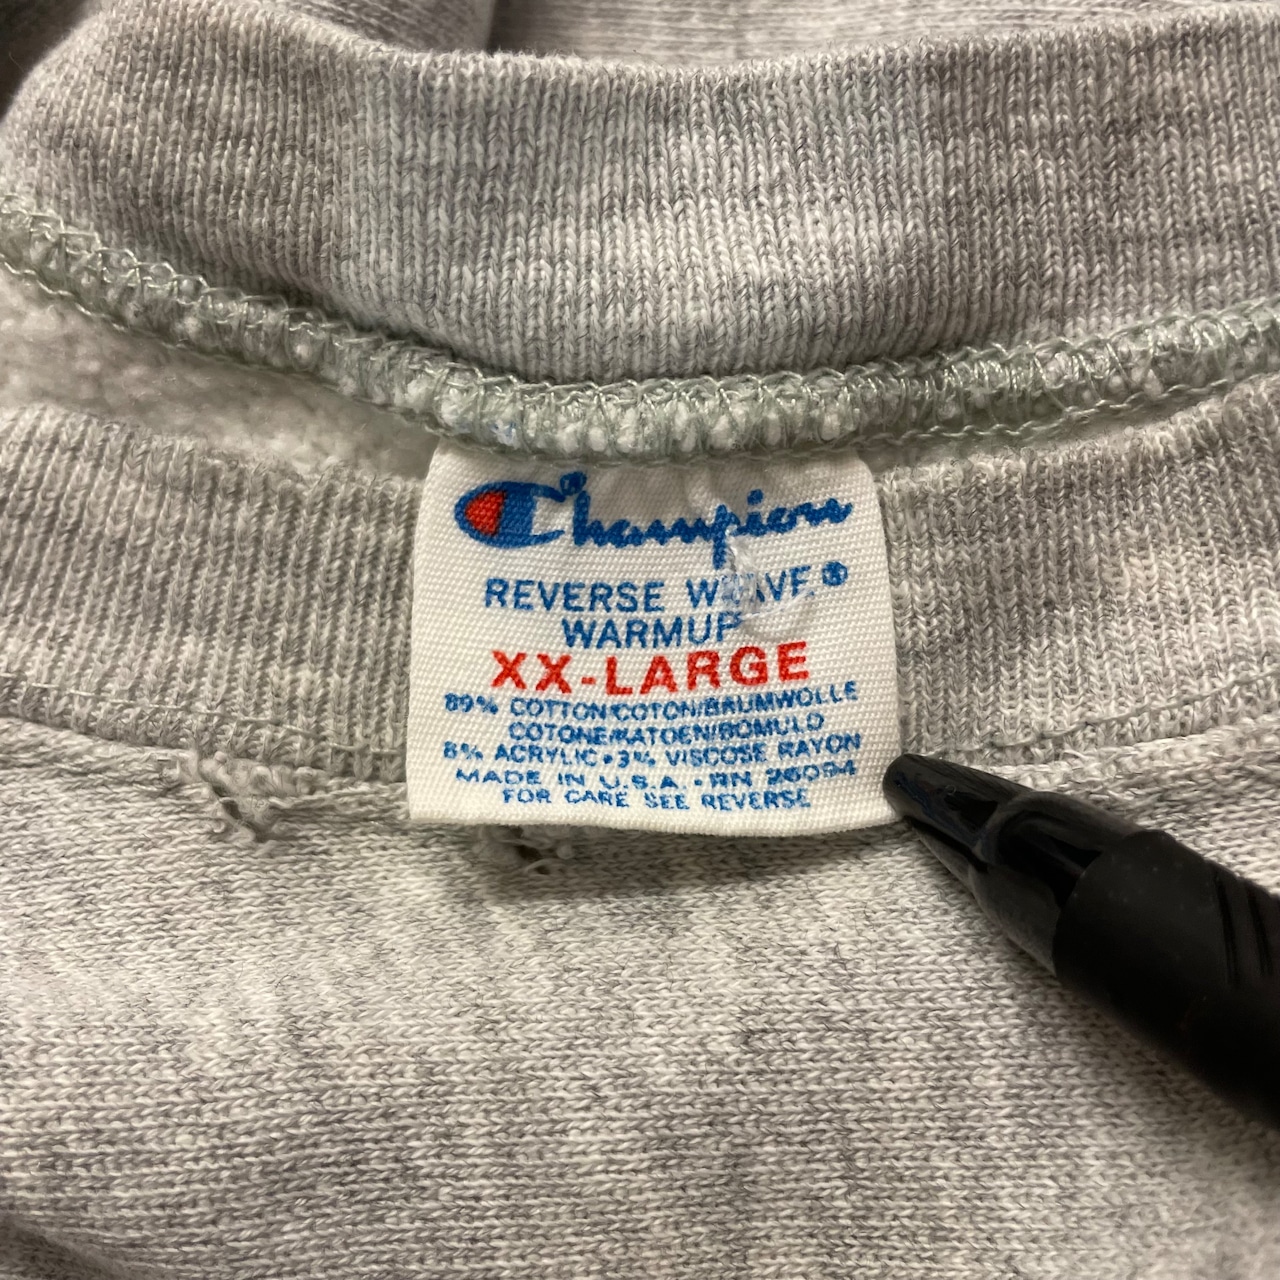 Champion®
REVERSE WEAVE®
WARMUP
XX-LARGE
89% COTTON/COTON/BAUMWOLLE
COTONE/KATOEN/BOMULD
8% ACRYLIC•3% VISCOSE RAYON
MADE IN U.S.A • RN 26094
FOR CARE SEE REVERSE